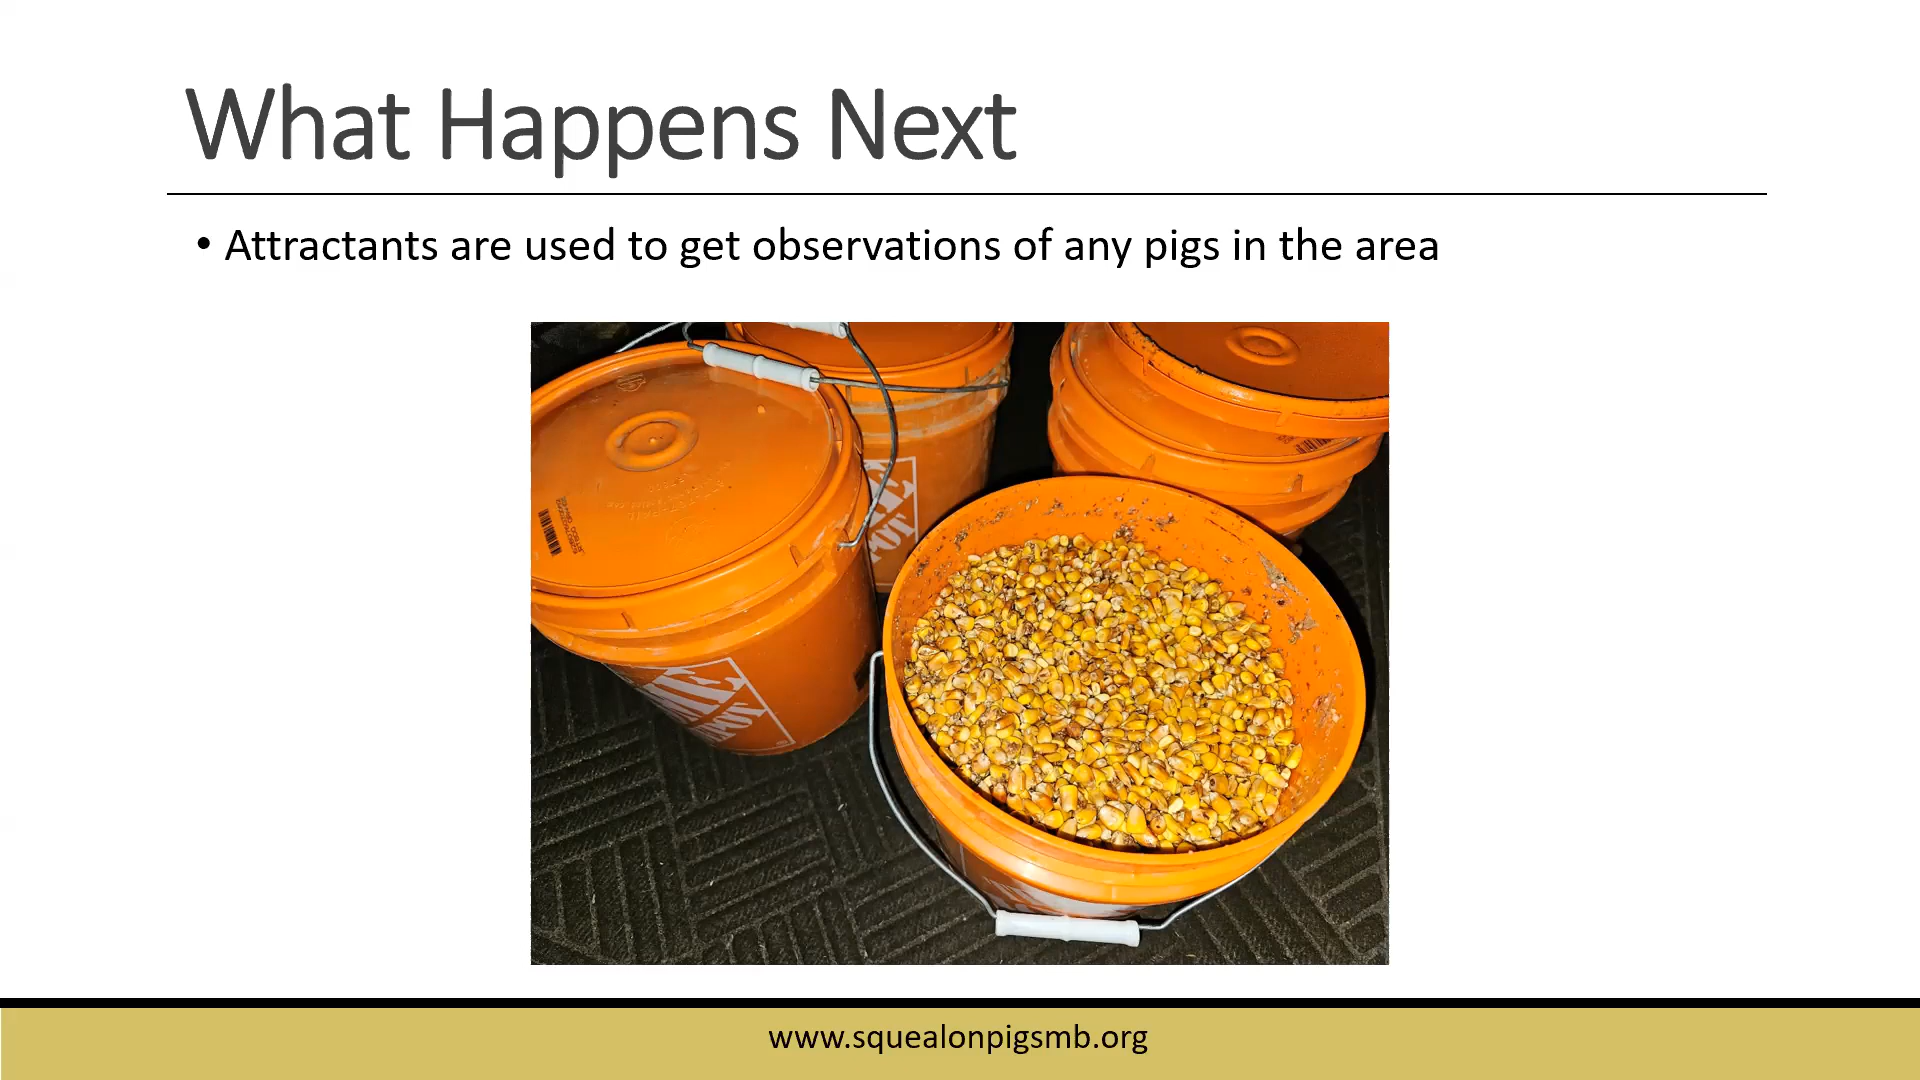 What Happens Next
• Attractants are used to get observations of any pigs in the area
www.squealonpigsmb.org